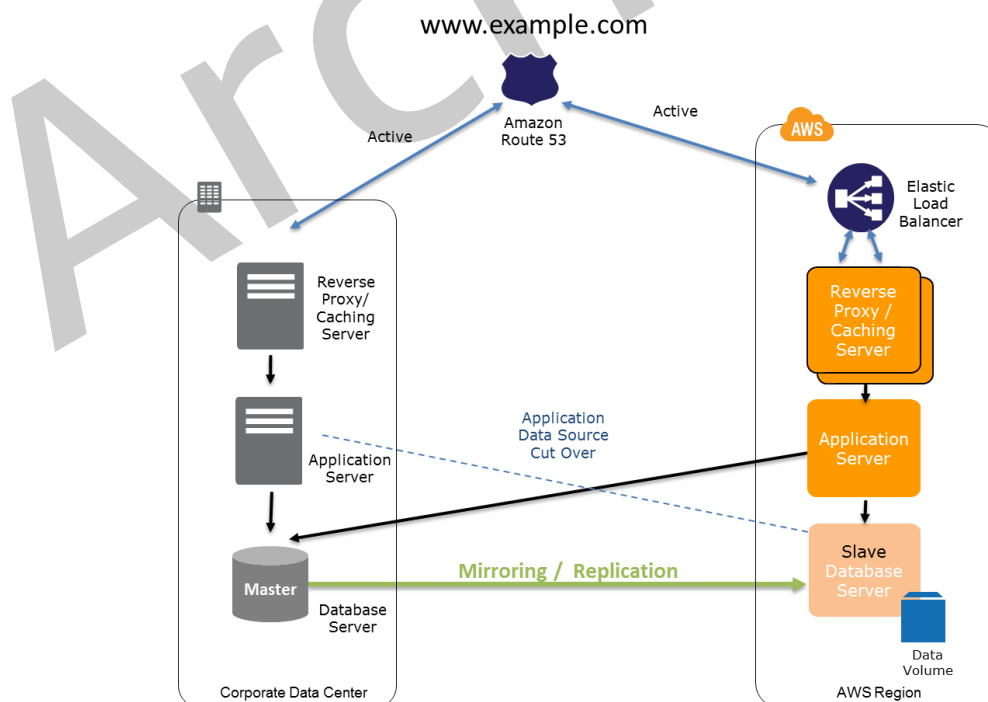 www.example.com
Amazon
Route 53
Active
Active
AWS
Elastic
Load
Balancer
Reverse
Proxy/
Caching
Server
Reverse
Proxy /
Caching
Server
Application
Data Source
Cut Over
Application
Server
Application
Server
Mirroring / Replication
Master
Database
Server
Slave
Database
Server
Data
Volume
Corporate Data Center
AWS Region